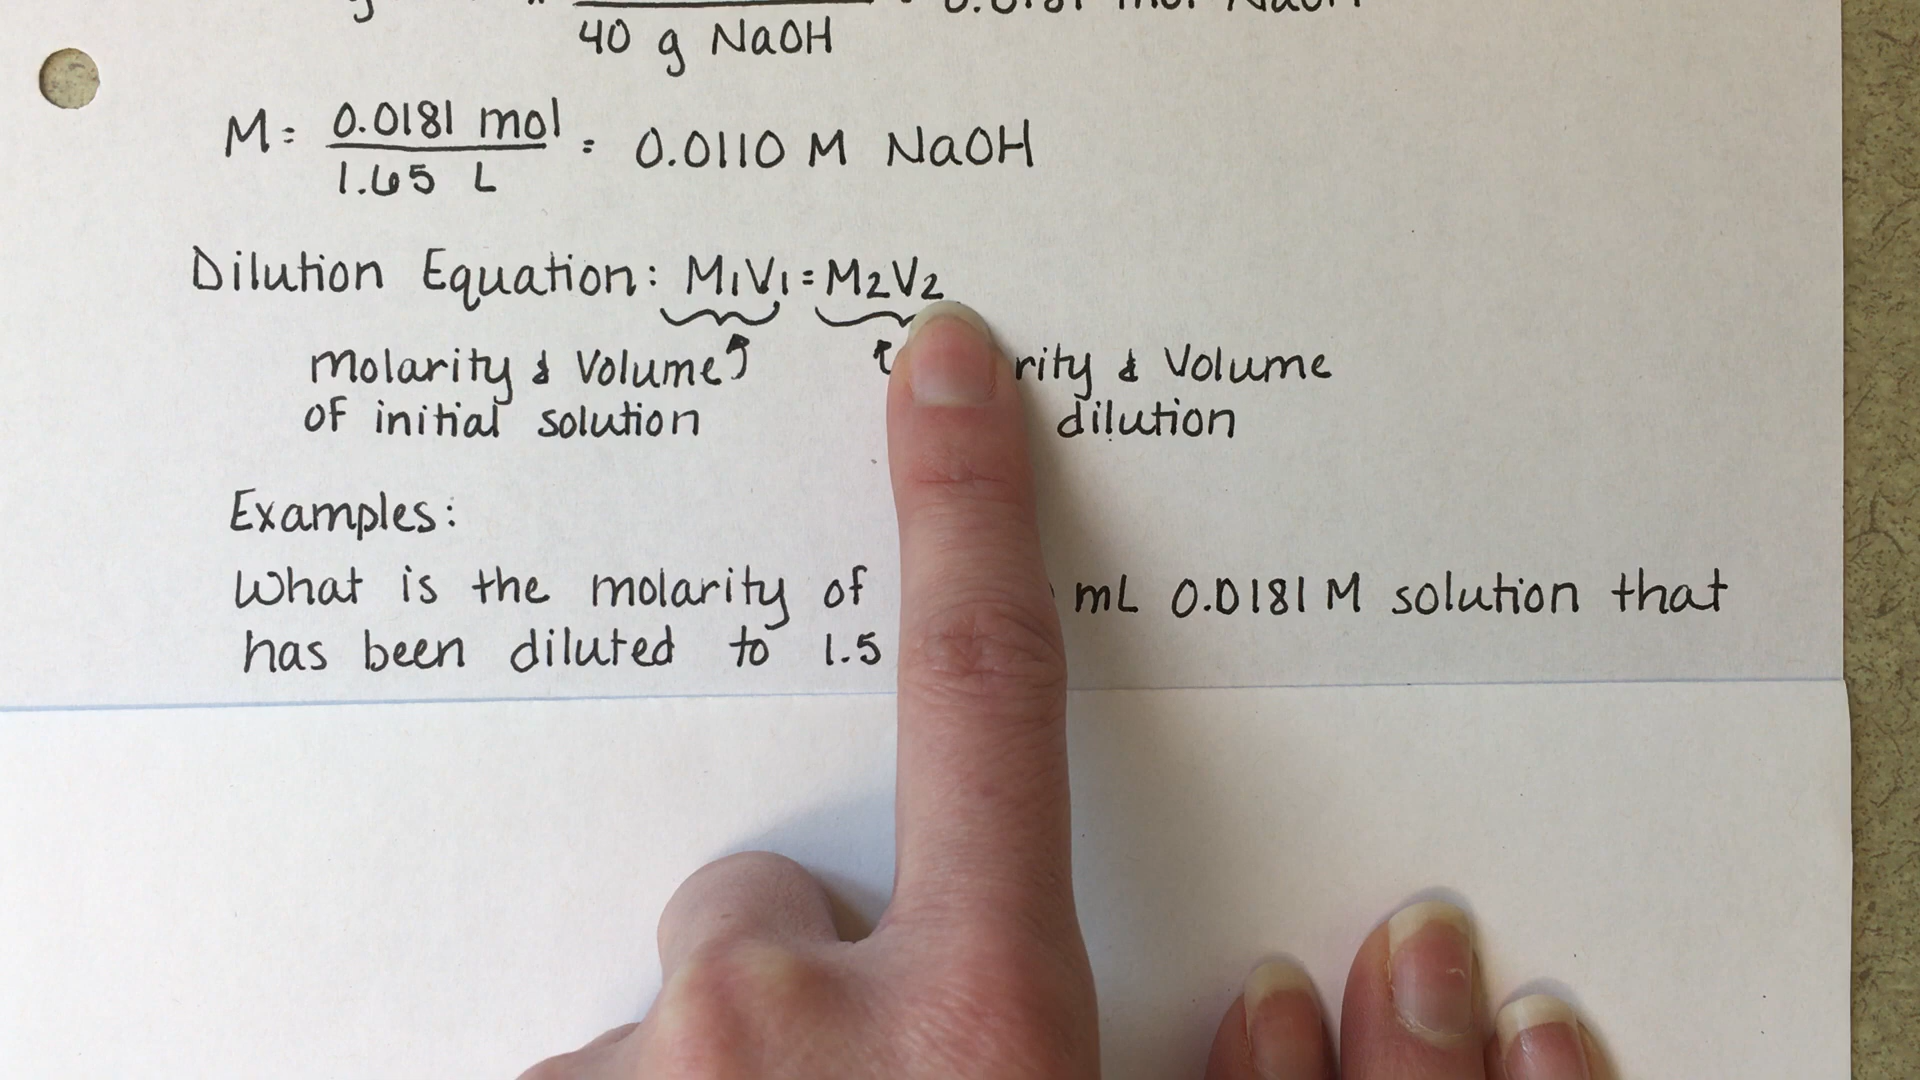 40 g NaOH
M = 0.0181 mol / 1.65 L = 0.0110 M NaOH
Dilution Equation: M1V1 = M2V2
Molarity & Volume rity & Volume
of initial solution dilution
Examples:
What is the molarity of mL 0.0181 M solution that
has been diluted to 1.5